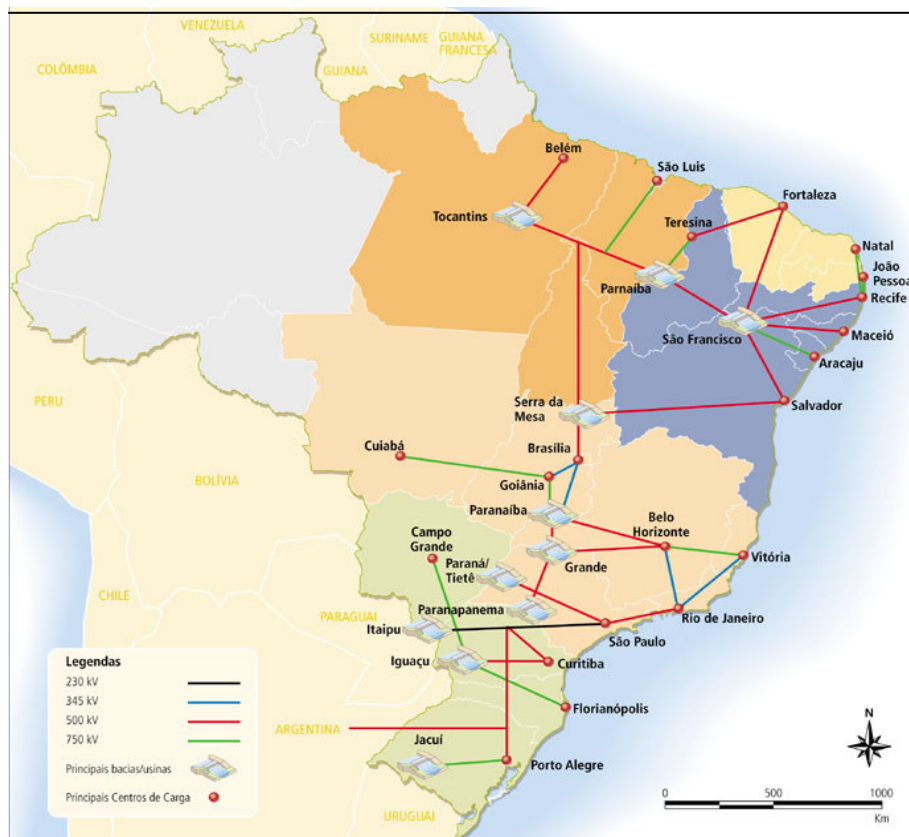 VENEZUELA
SURINAME
GUIANA
FRANCESA
COLÔMBIA
GUIANA
Belém
São Luis
Tocantins
Teresina
Fortaleza
Natal
João
Pessoa
Parnaíba
Recife
São Francisco
Maceió
Aracaju
PERU
Serra da
Mesa
Salvador
Cuiabá
Brasília
Goiânia
BOLÍVIA
Paranaíba
Belo
Horizonte
Campo
Grande
Paraná/
Tietê
Grande
Vitória
CHILE
Paranapanema
PARAGUAI
Itaipu
São Paulo
Rio de Janeiro
Iguaçu
Curitiba
Legendas
230 kV
345 kV
500 kV
750 kV
Principais bacias/usinas
Principais Centros de Carga
Florianópolis
ARGENTINA
Jacuí
Porto Alegre
URUGUAI
N
0 500 1000
Km